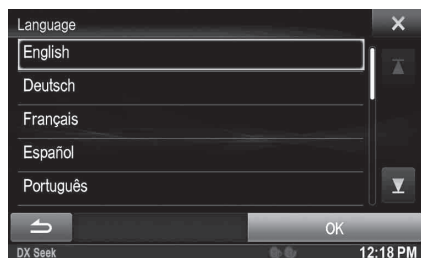 Language
English
Deutsch
Français
Español
Português
OK
DX Seek
12:18 PM